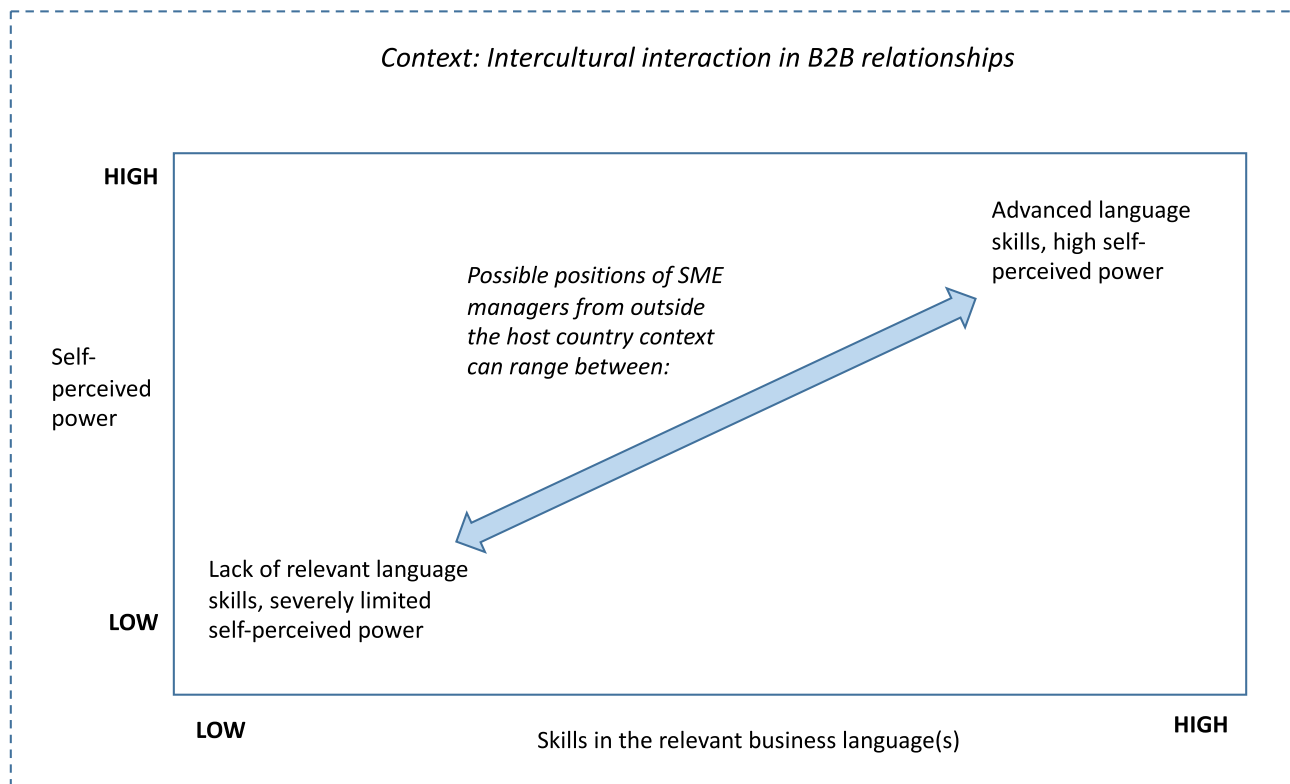 Context: Intercultural interaction in B2B relationships
HIGH
Advanced language
skills, high self-
perceived power
Possible positions of SME
managers from outside
the host country context
can range between:
Self-
perceived
power
Lack of relevant language
skills, severely limited
self-perceived power
LOW
LOW
Skills in the relevant business language(s)
HIGH